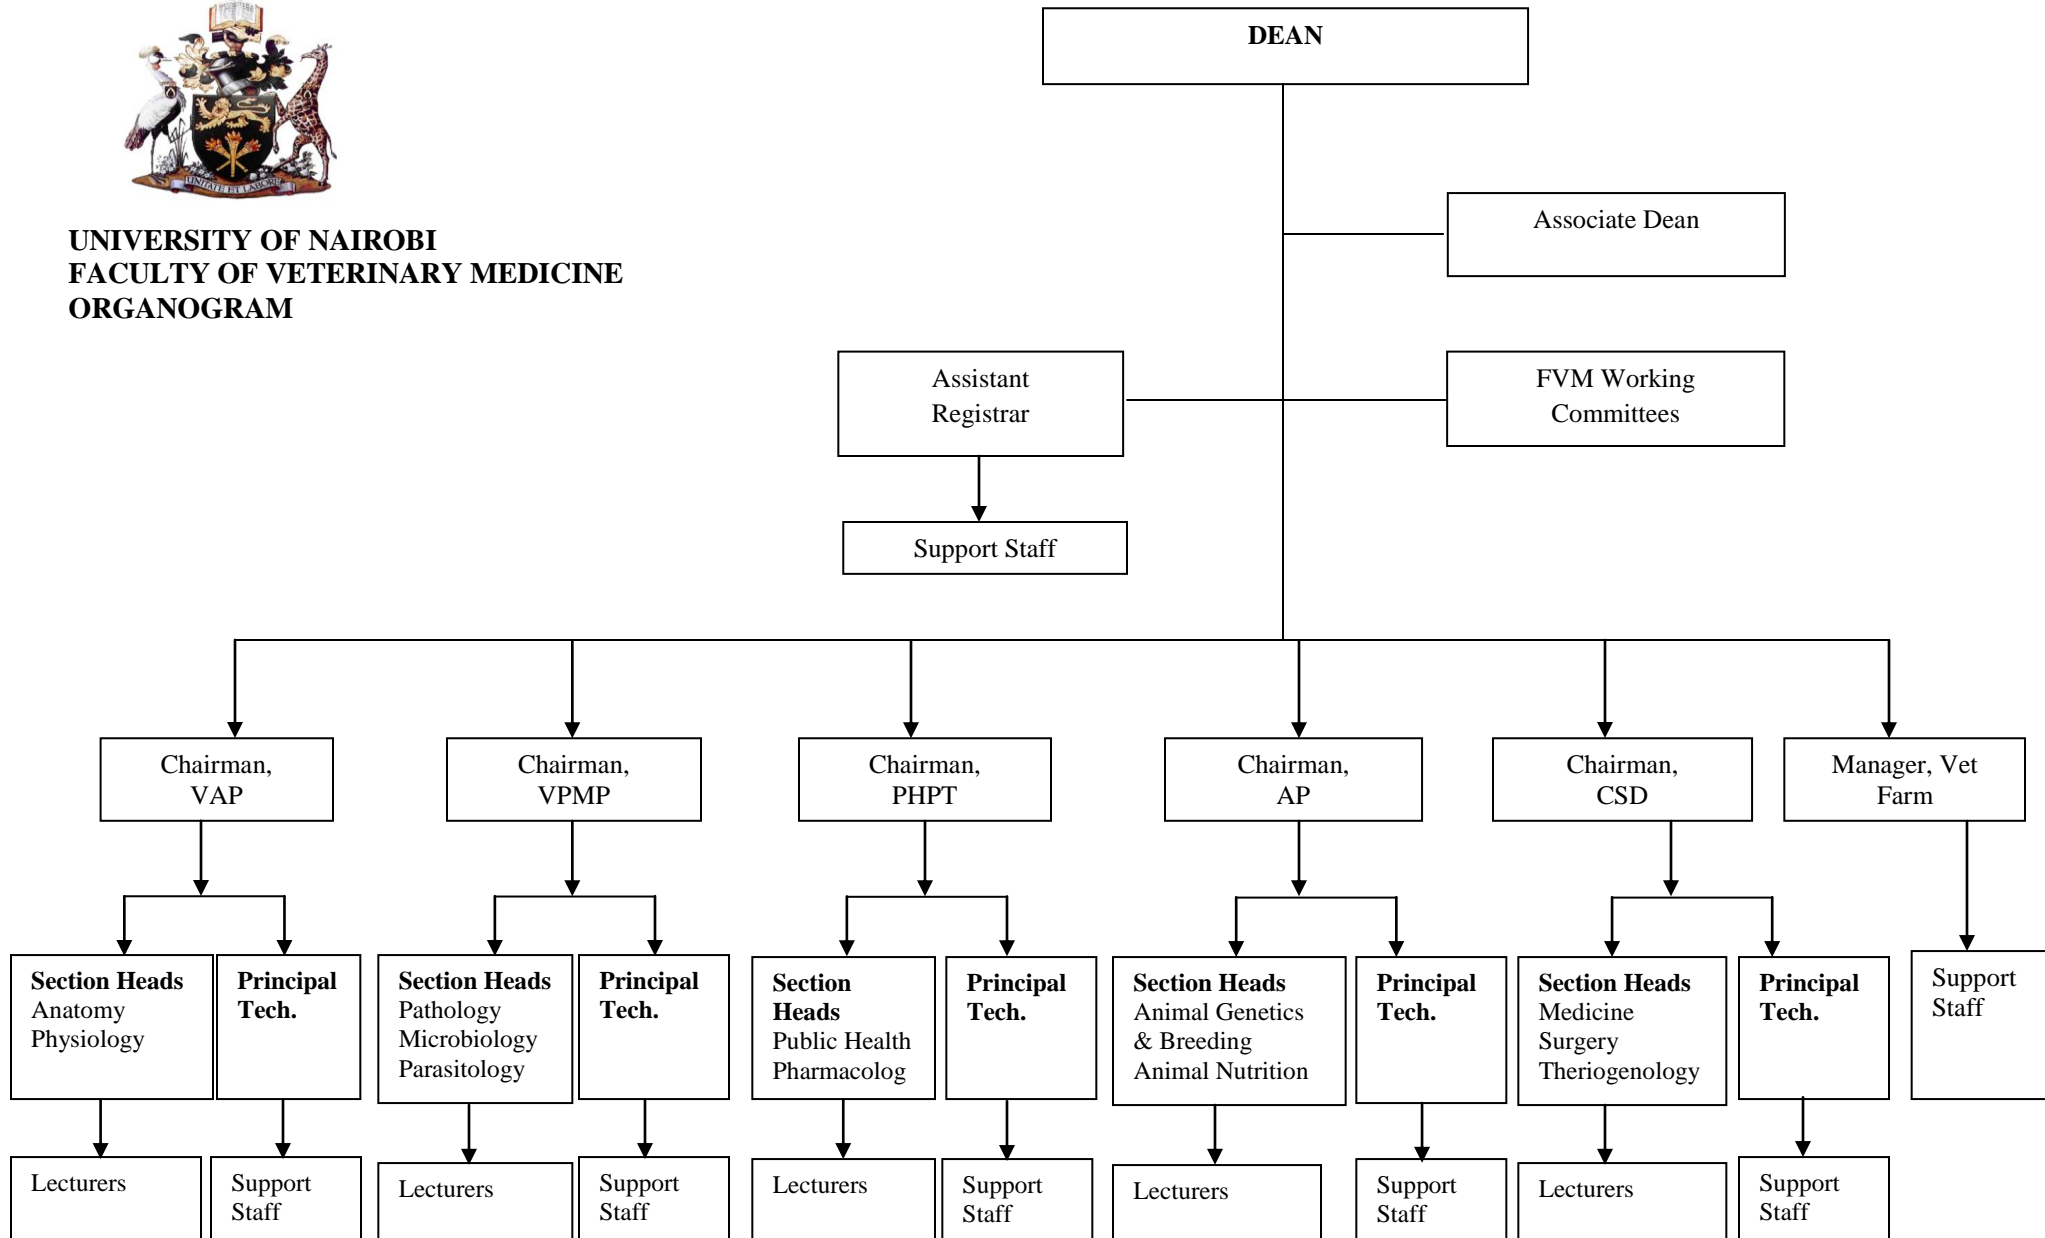 DEAN
UNITATE ET LABORE
UNIVERSITY OF NAIROBI
FACULTY OF VETERINARY MEDICINE
ORGANOGRAM
Associate Dean
Assistant
Registrar
FVM Working
Committees
Support Staff
Chairman,
VAP
Chairman,
VPMP
Chairman,
PHPT
Chairman,
AP
Chairman,
CSD
Manager, Vet
Farm
Section Heads
Anatomy
Physiology
Principal
Tech.
Section Heads
Pathology
Microbiology
Parasitology
Principal
Tech.
Section
Heads
Public Health
Pharmacolog
Principal
Tech.
Section Heads
Animal Genetics
& Breeding
Animal Nutrition
Principal
Tech.
Section Heads
Medicine
Surgery
Theriogenology
Principal
Tech.
Support
Staff
Lecturers
Support
Staff
Lecturers
Support
Staff
Lecturers
Support
Staff
Lecturers
Support
Staff
Lecturers
Support
Staff